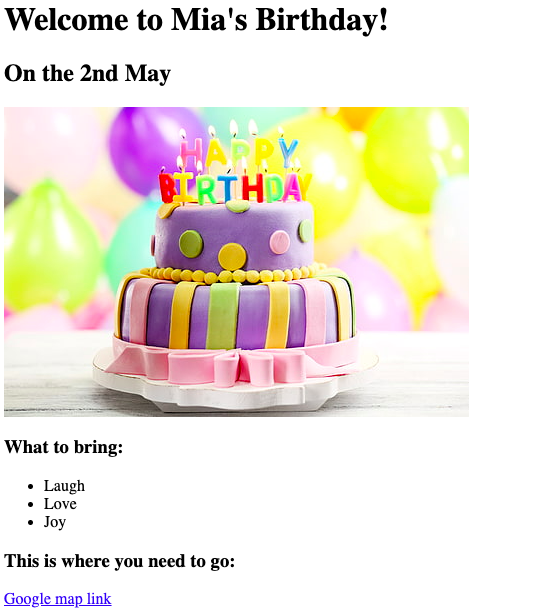 Welcome to Mia's Birthday!
On the 2nd May
HAPPY
BIRTHDAY
What to bring:
Laugh
Love
Joy
This is where you need to go:
Google map link